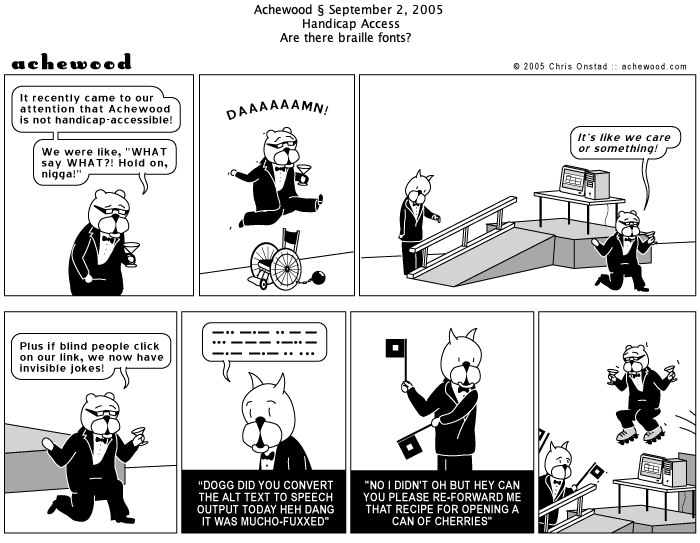 Achewood § September 2, 2005
Handicap Access
Are there braille fonts?
achewood
© 2005 Chris Onstad :: achewood.com
It recently came to our
attention that Achewood
is not handicap-accessible!
We were like, "WHAT
say WHAT?! Hold on,
nigga!"
DAAAAAAMN!
It's like we care
or something!
Plus if blind people click
on our link, we now have
invisible jokes!
"DOGG DID YOU CONVERT
THE ALT TEXT TO SPEECH
OUTPUT TODAY HEH DANG
IT WAS MUCHO-FUXXED"
"NO I DIDN'T OH BUT HEY CAN
YOU PLEASE RE-FORWARD ME
THAT RECIPE FOR OPENING A
CAN OF CHERRIES"